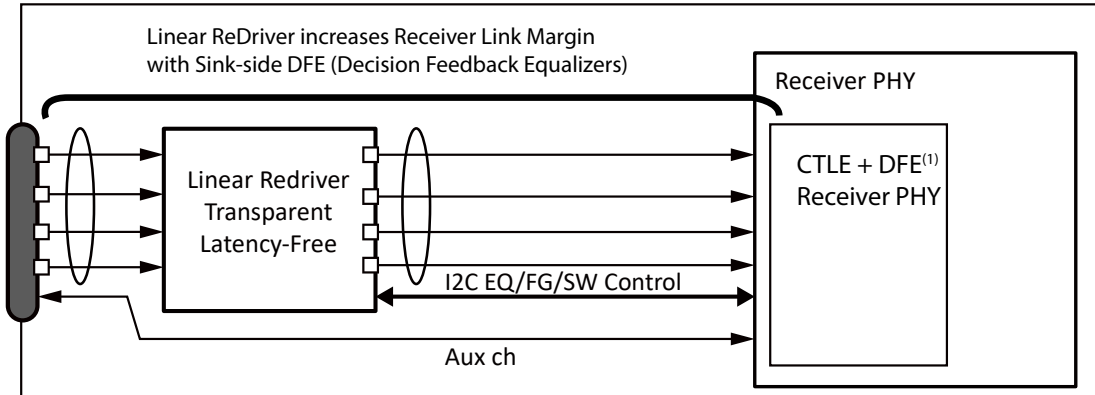 Linear ReDriver increases Receiver Link Margin
with Sink-side DFE (Decision Feedback Equalizers)
Receiver PHY
Linear Redriver
Transparent
Latency-Free
CTLE + DFE(1)
Receiver PHY
I2C EQ/FG/SW Control
Aux ch